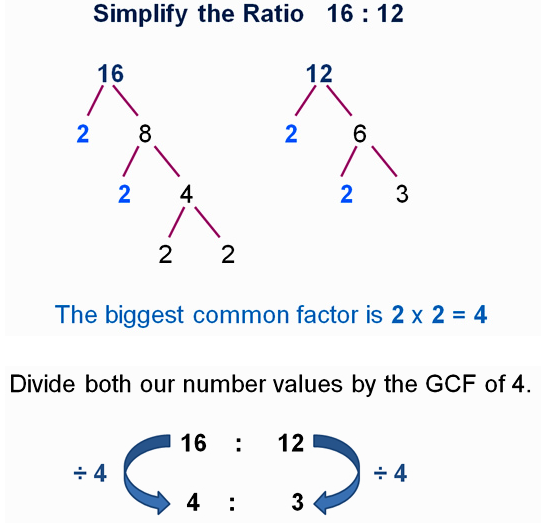 Simplify the Ratio 16 : 12
16 12
2 8 2 6
2 4 2 3
2 2
The biggest common factor is 2 x 2 = 4
Divide both our number values by the GCF of 4.
16 : 12
÷ 4 ÷ 4
4 : 3